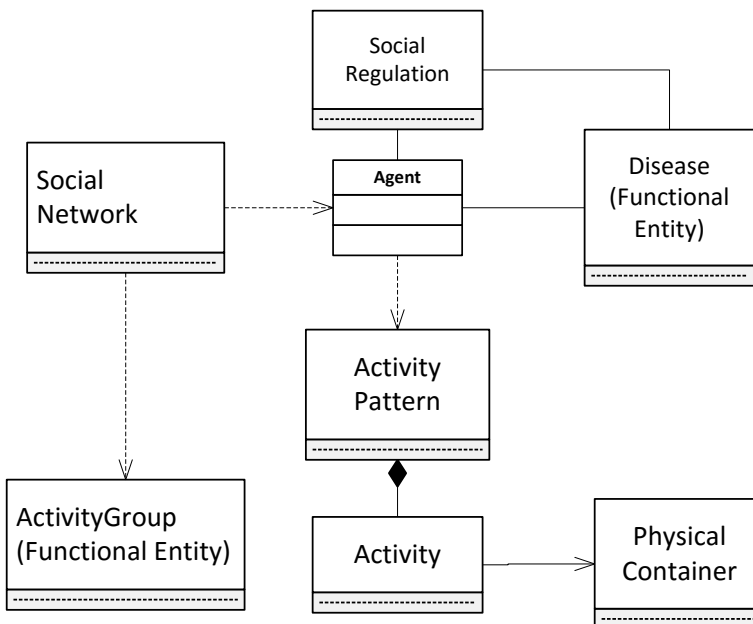 Social
Regulation
Agent
Social
Network
Disease
(Functional
Entity)
Activity
Pattern
ActivityGroup
(Functional Entity)
Activity
Physical
Container